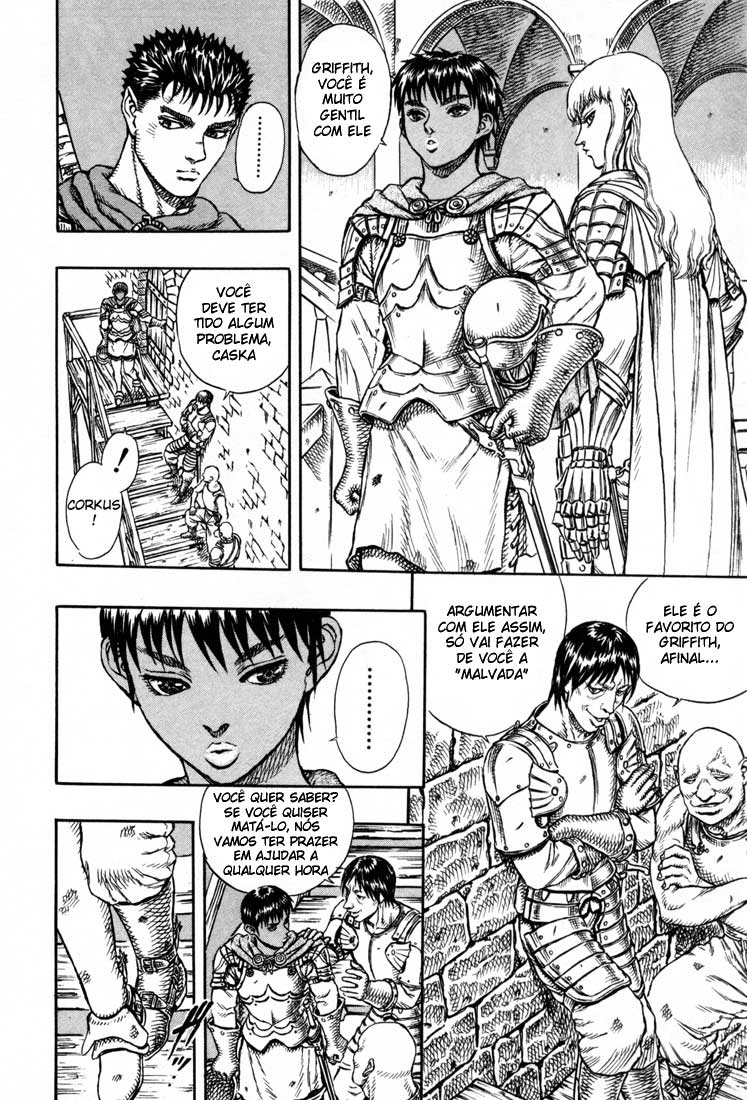 GRIFFITH,
VOCÊ É
MUITO
GENTIL
COM ELE
.........
VOCÊ
DEVE TER
TIDO ALGUM
PROBLEMA,
CASKA
!
CORKUS
!
ELE É O
FAVORITO DO
GRIFFITH,
AFINAL...
ARGUMENTAR
COM ELE ASSIM,
SÓ VAI FAZER
DE VOCÊ A
"MALVADA"
.........
VOCÊ QUER SABER?
SE VOCÊ QUISER
MATÁ-LO, NÓS
VAMOS TER PRAZER
EM AJUDAR A
QUALQUER HORA